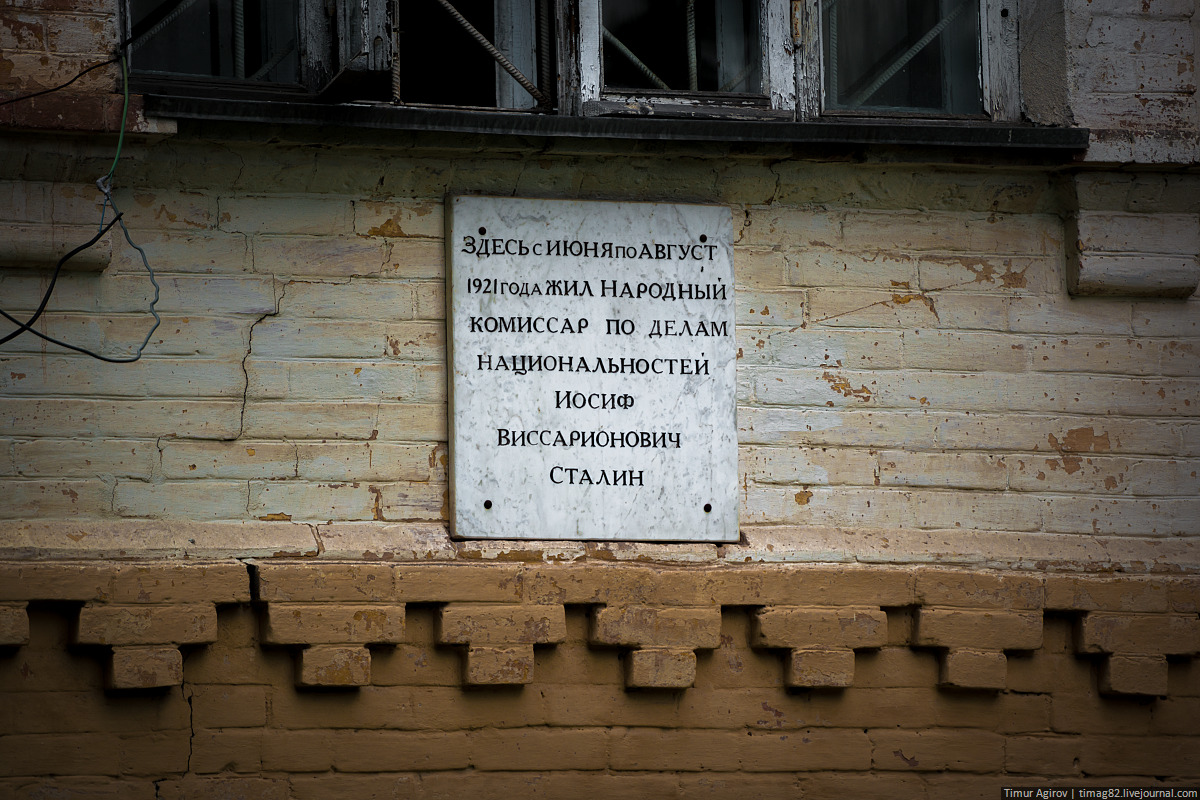 ЗДЕСЬ С ИЮНЯ ПО АВГУСТ
1921 ГОДА ЖИЛ НАРОДНЫЙ
КОМИССАР ПО ДЕЛАМ
НАЦИОНАЛЬНОСТЕЙ
ИОСИФ
ВИССАРИОНОВИЧ
СТАЛИН
Timur Agirov | timag82.livejournal.com